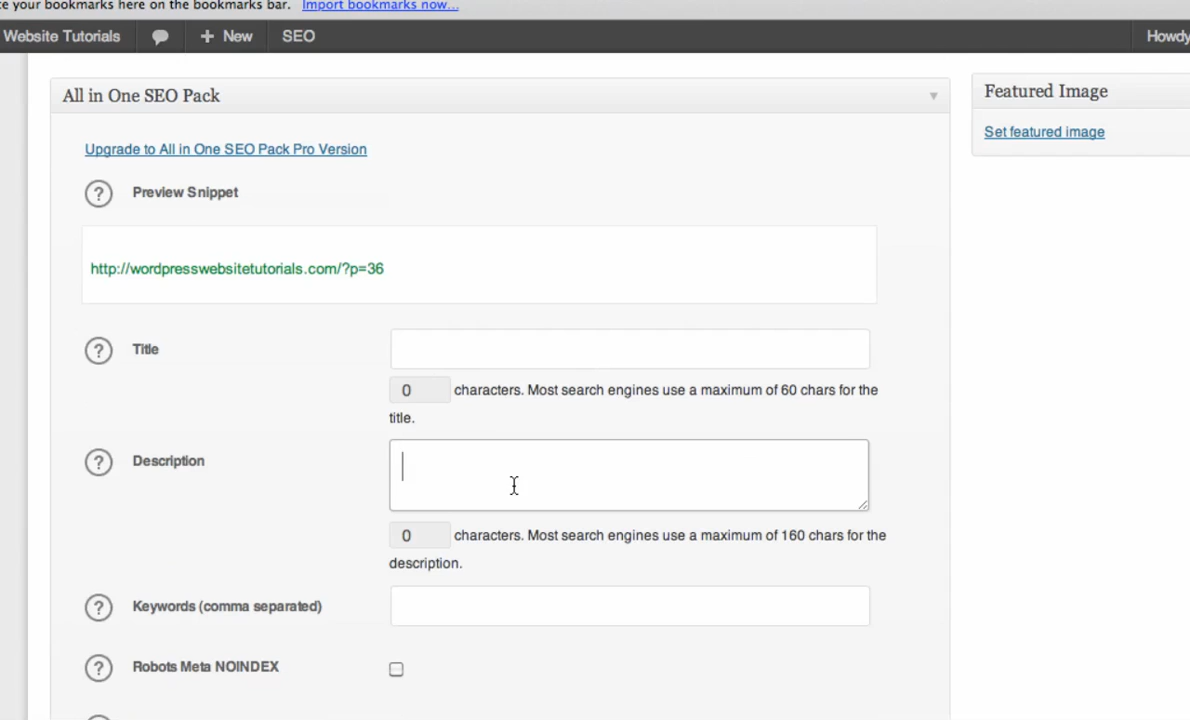 e your bookmarks here on the bookmarks bar. Import bookmarks now...
Website Tutorials + New SEO Howdy
All in One SEO Pack
Featured Image
Upgrade to All in One SEO Pack Pro Version
Set featured image
? Preview Snippet
http://wordpresswebsitetutorials.com/?p=36
? Title
0 characters. Most search engines use a maximum of 60 chars for the
title.
? Description
0 characters. Most search engines use a maximum of 160 chars for the
description.
? Keywords (comma separated)
? Robots Meta NOINDEX